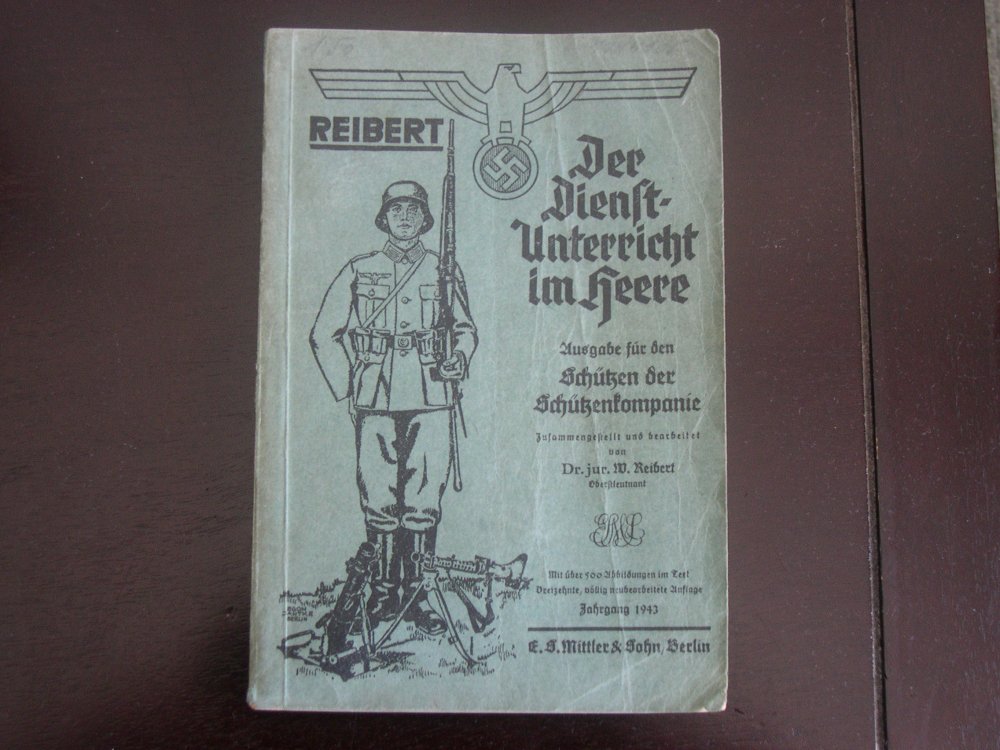 REIBERT
Der
Dienſt-
Unterricht
im Heere
Ausgabe für den
Schützen der
Schützenkompanie
Zuſammengeſtellt und bearbeitet
von
Dr. jur. W. Reibert
Oberſtleutnant
Mit über 500 Abbildungen im Text
Dreizehnte, völlig neubearbeitete Auflage
Jahrgang 1943
E. S. Mittler & Sohn, Berlin
BERLIN